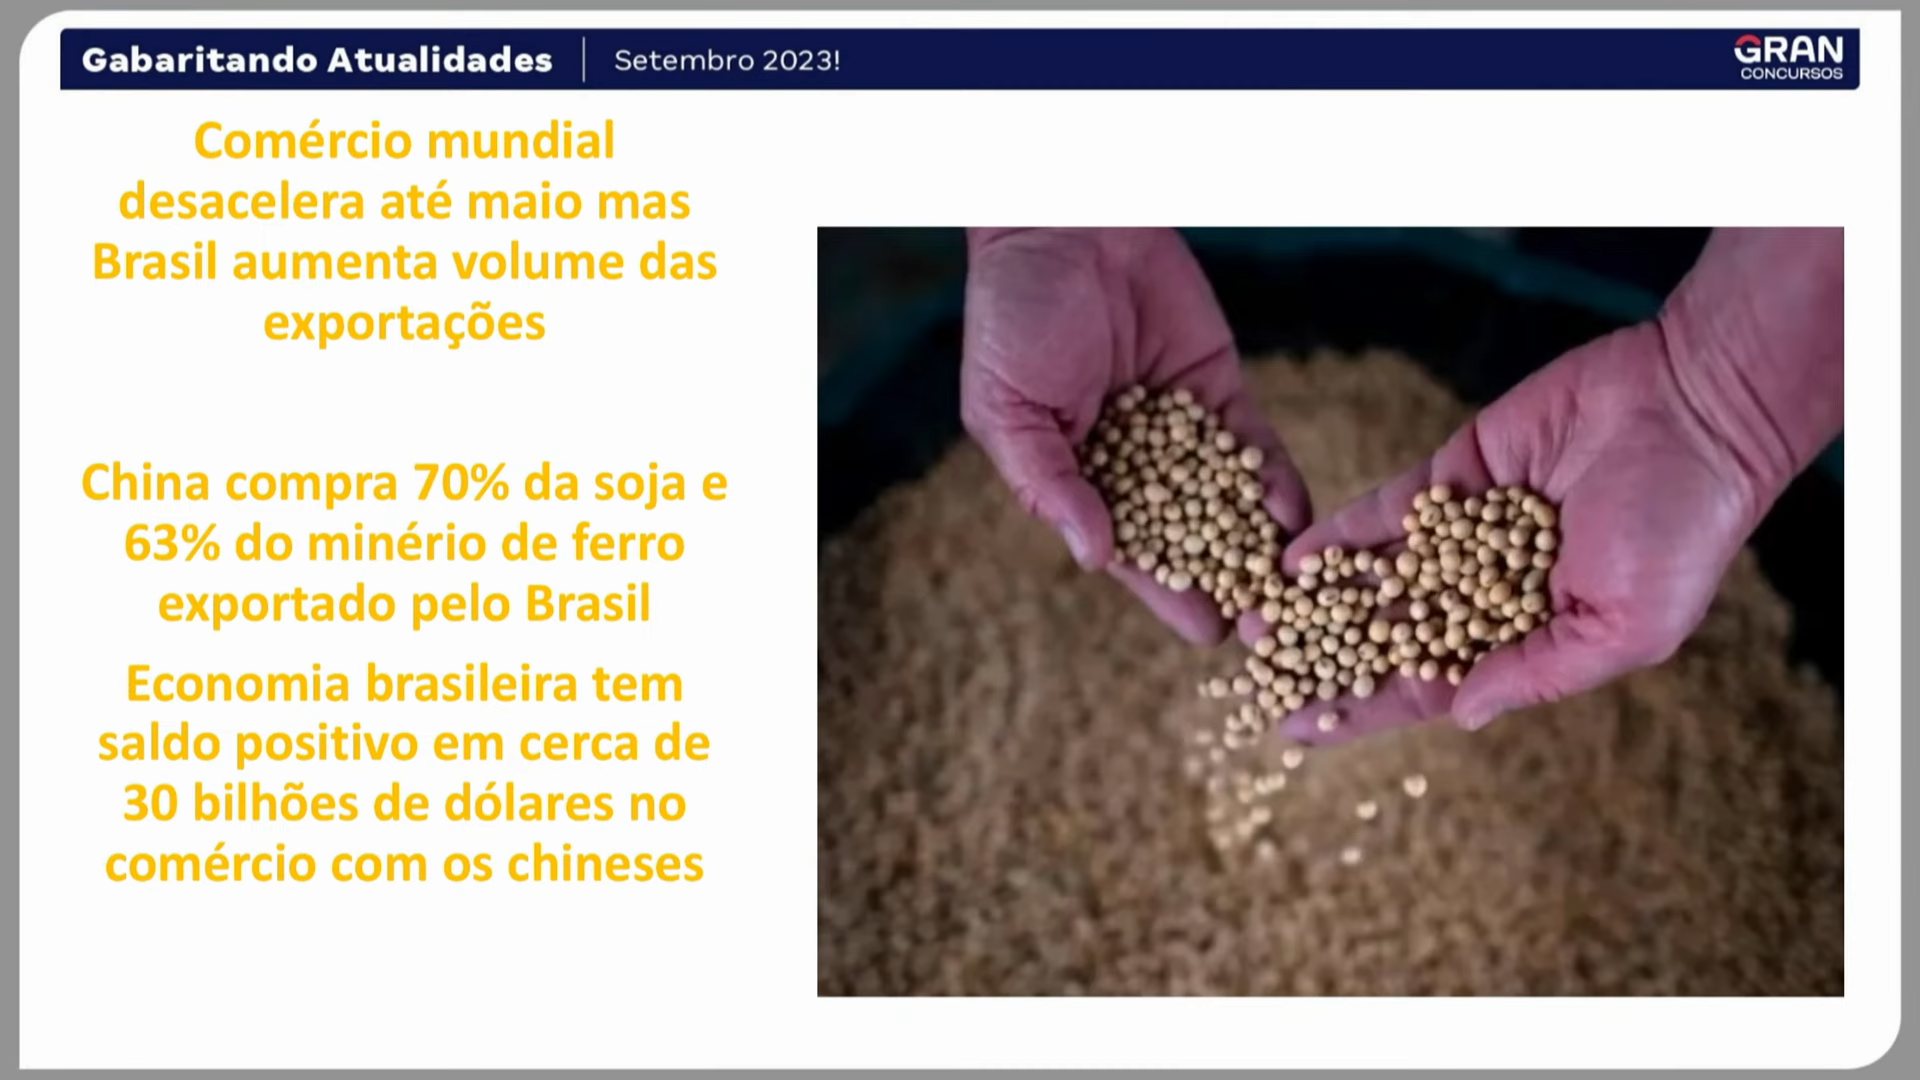 Gabaritando Atualidades
Setembro 2023!
GRAN
CONCURSOS
Comércio mundial
desacelera até maio mas
Brasil aumenta volume das
exportações
China compra 70% da soja e
63% do minério de ferro
exportado pelo Brasil
Economia brasileira tem
saldo positivo em cerca de
30 bilhões de dólares no
comércio com os chineses